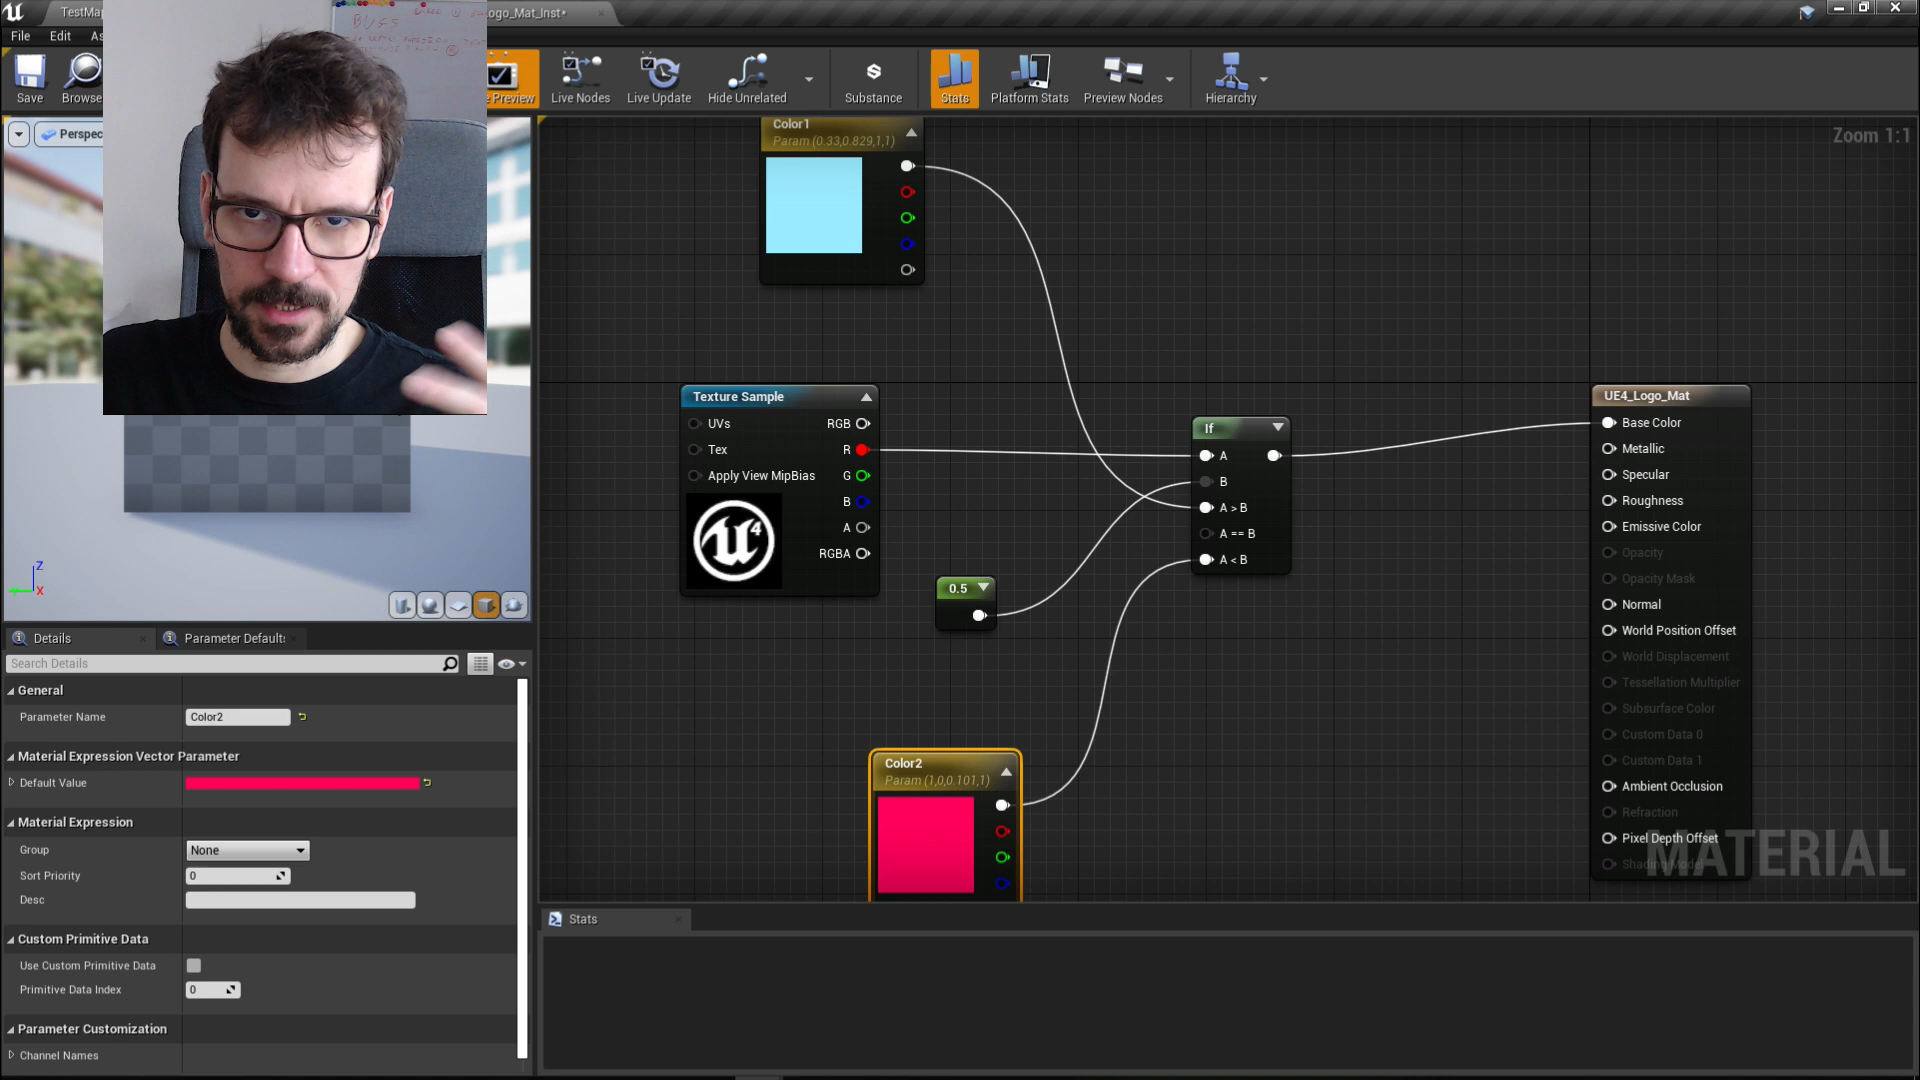 TestMa
ogo_Mat_Inst*
File
Edit
BUGS
Save
Browse
Preview
Live Nodes
Live Update
Hide Unrelated
Substance
Stats
Platform Stats
Preview Nodes
Hierarchy
Perspec
Zoom 1:1
Color1
Param (0.33,0.829,1,1)
Texture Sample
UVs
RGB
Tex
R
Apply View MipBias
G
B
A
RGBA
4
0.5
If
A
B
A > B
A == B
A < B
Color2
Param (1,0,0.101,1)
UE4_Logo_Mat
Base Color
Metallic
Specular
Roughness
Emissive Color
Opacity
Opacity Mask
Normal
World Position Offset
World Displacement
Tessellation Multiplier
Subsurface Color
Custom Data 0
Custom Data 1
Ambient Occlusion
Refraction
Pixel Depth Offset
Shading Model
MATERIAL
Z
X
Details
Parameter Defaults
Search Details
General
Parameter Name
Color2
Material Expression Vector Parameter
Default Value
Material Expression
Group
None
Sort Priority
0
Desc
Custom Primitive Data
Use Custom Primitive Data
Primitive Data Index
0
Parameter Customization
Channel Names
Stats